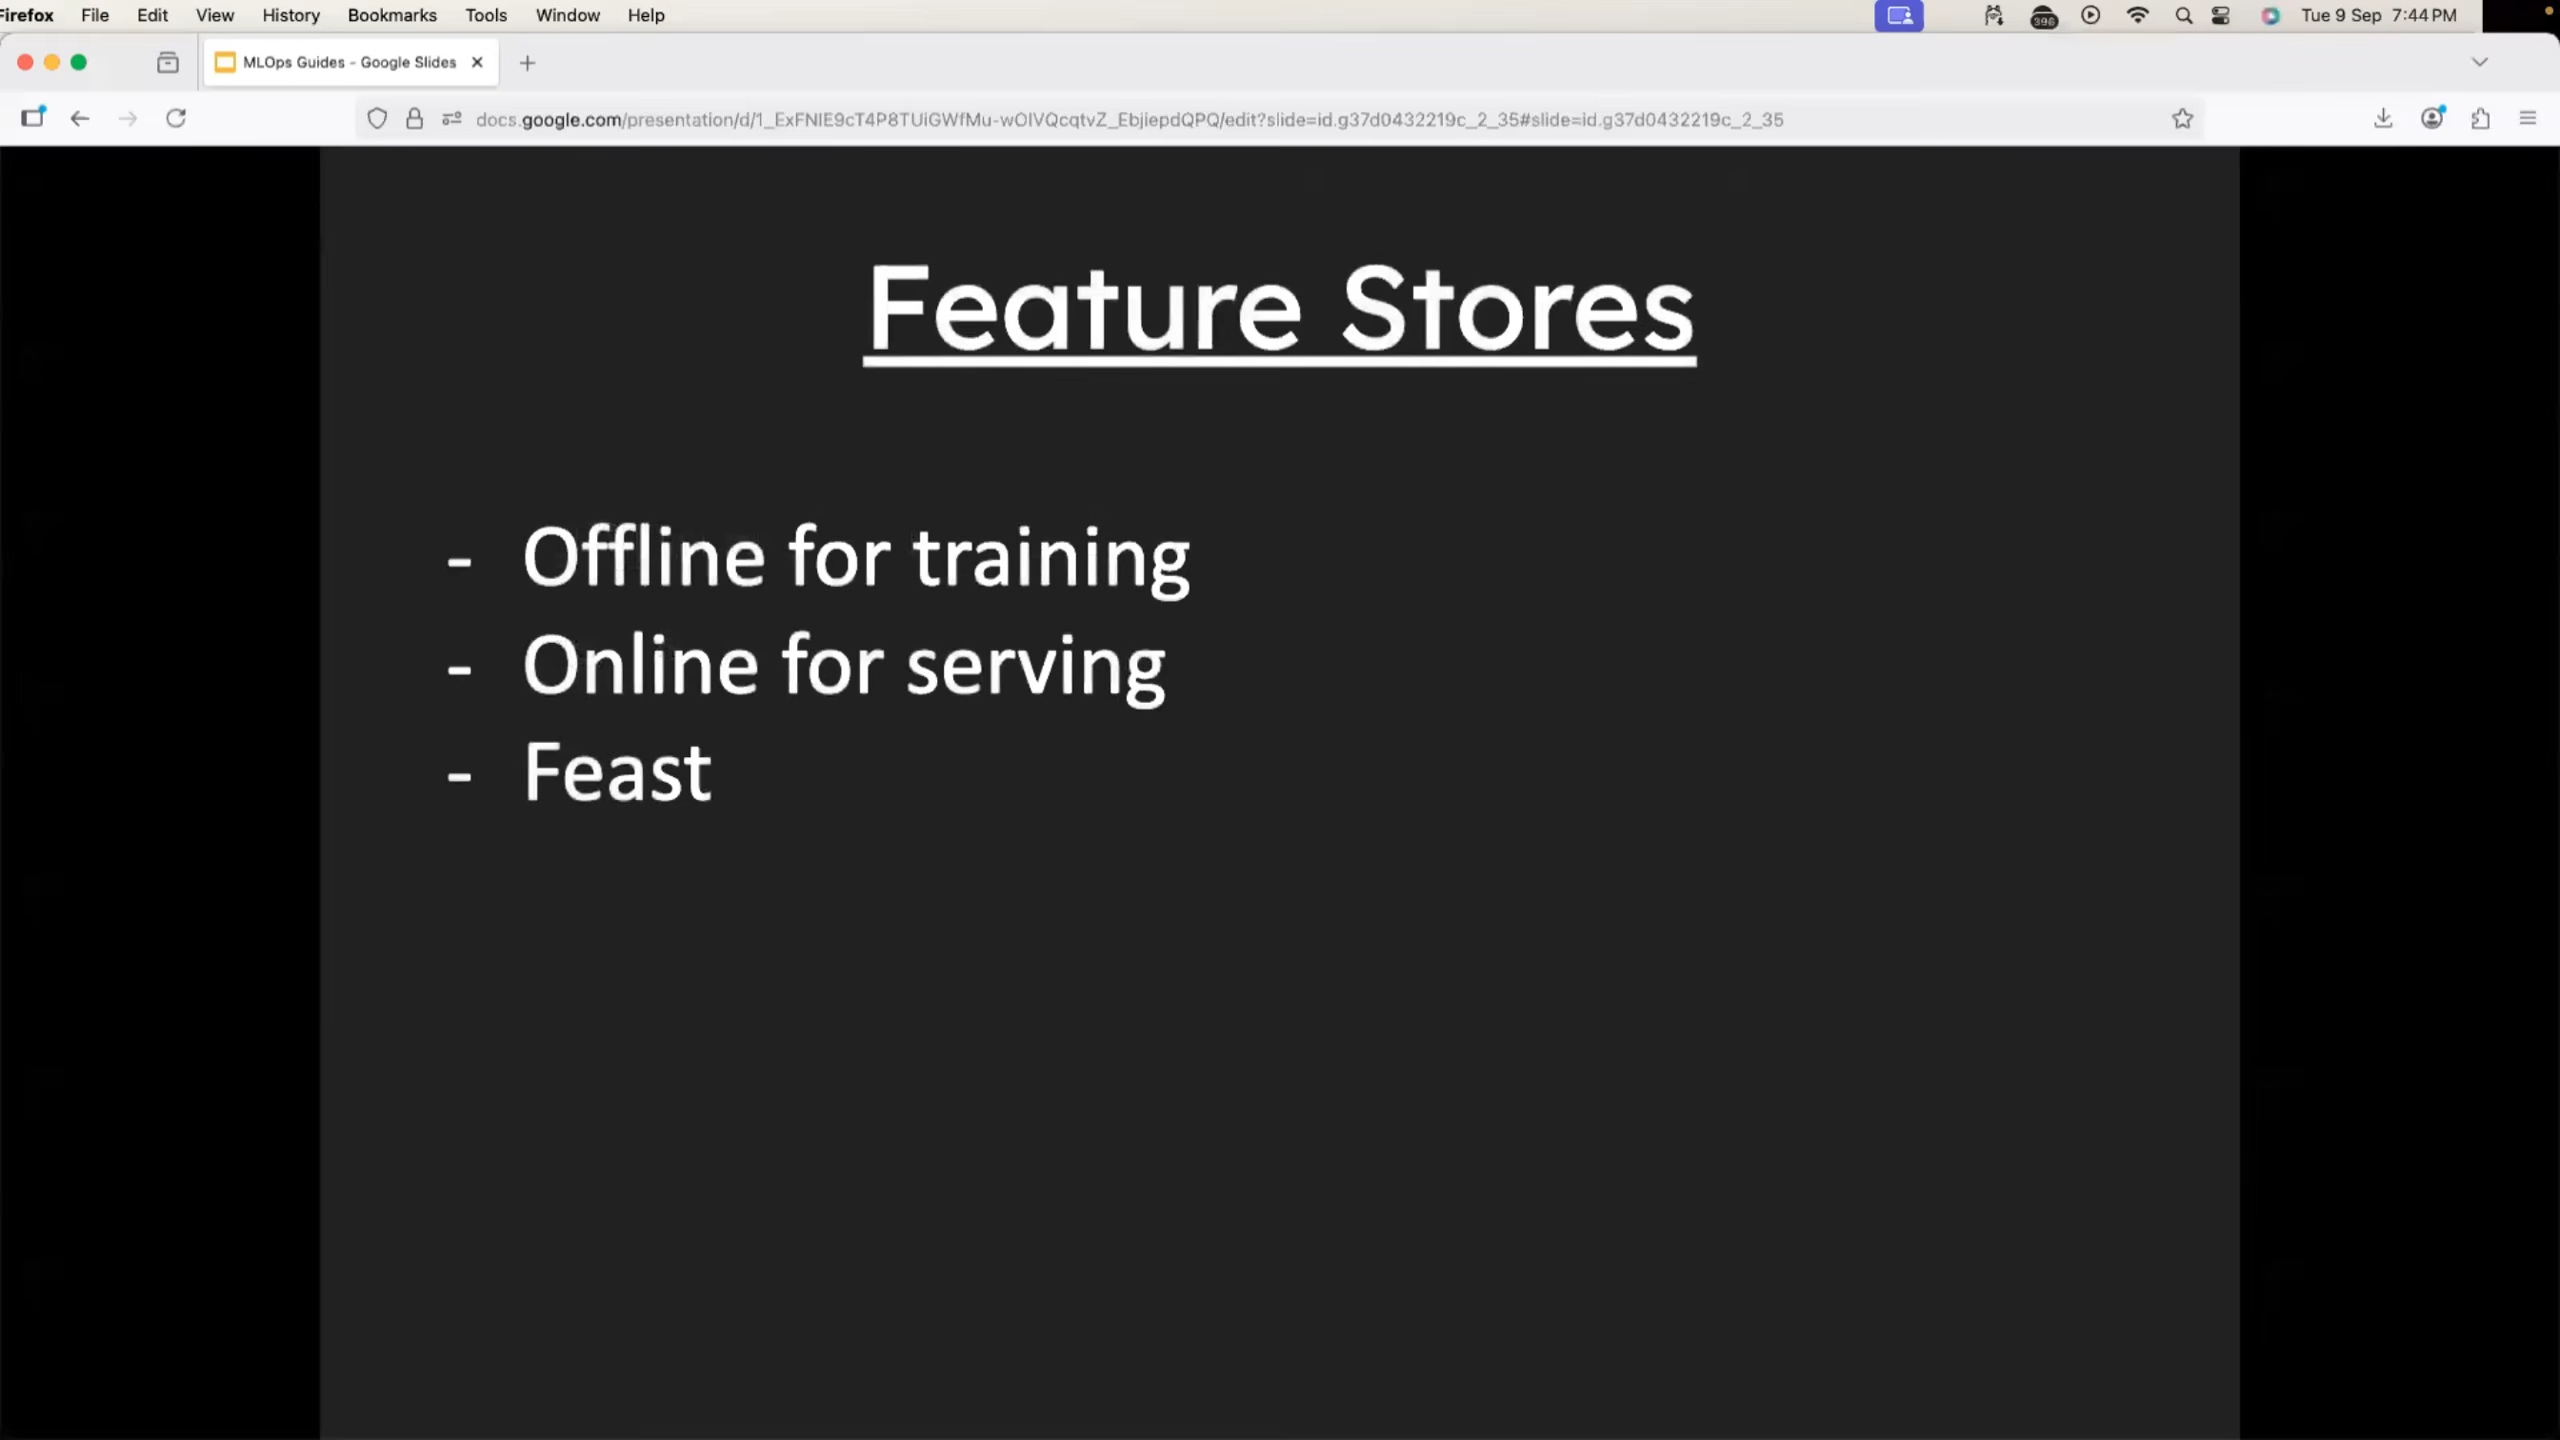 Firefox File Edit View History Bookmarks Tools Window Help 396 Tue 9 Sep 7:44 PM
MLOps Guides - Google Slides
docs.google.com/presentation/d/1_ExFNIE9cT4P8TUiGWfMu-wOIVQcqtvZ_EbjiepdQPQ/edit?slide=id.g37d0432219c_2_35#slide=id.g37d0432219c_2_35
Feature Stores
- Offline for training
- Online for serving
- Feast